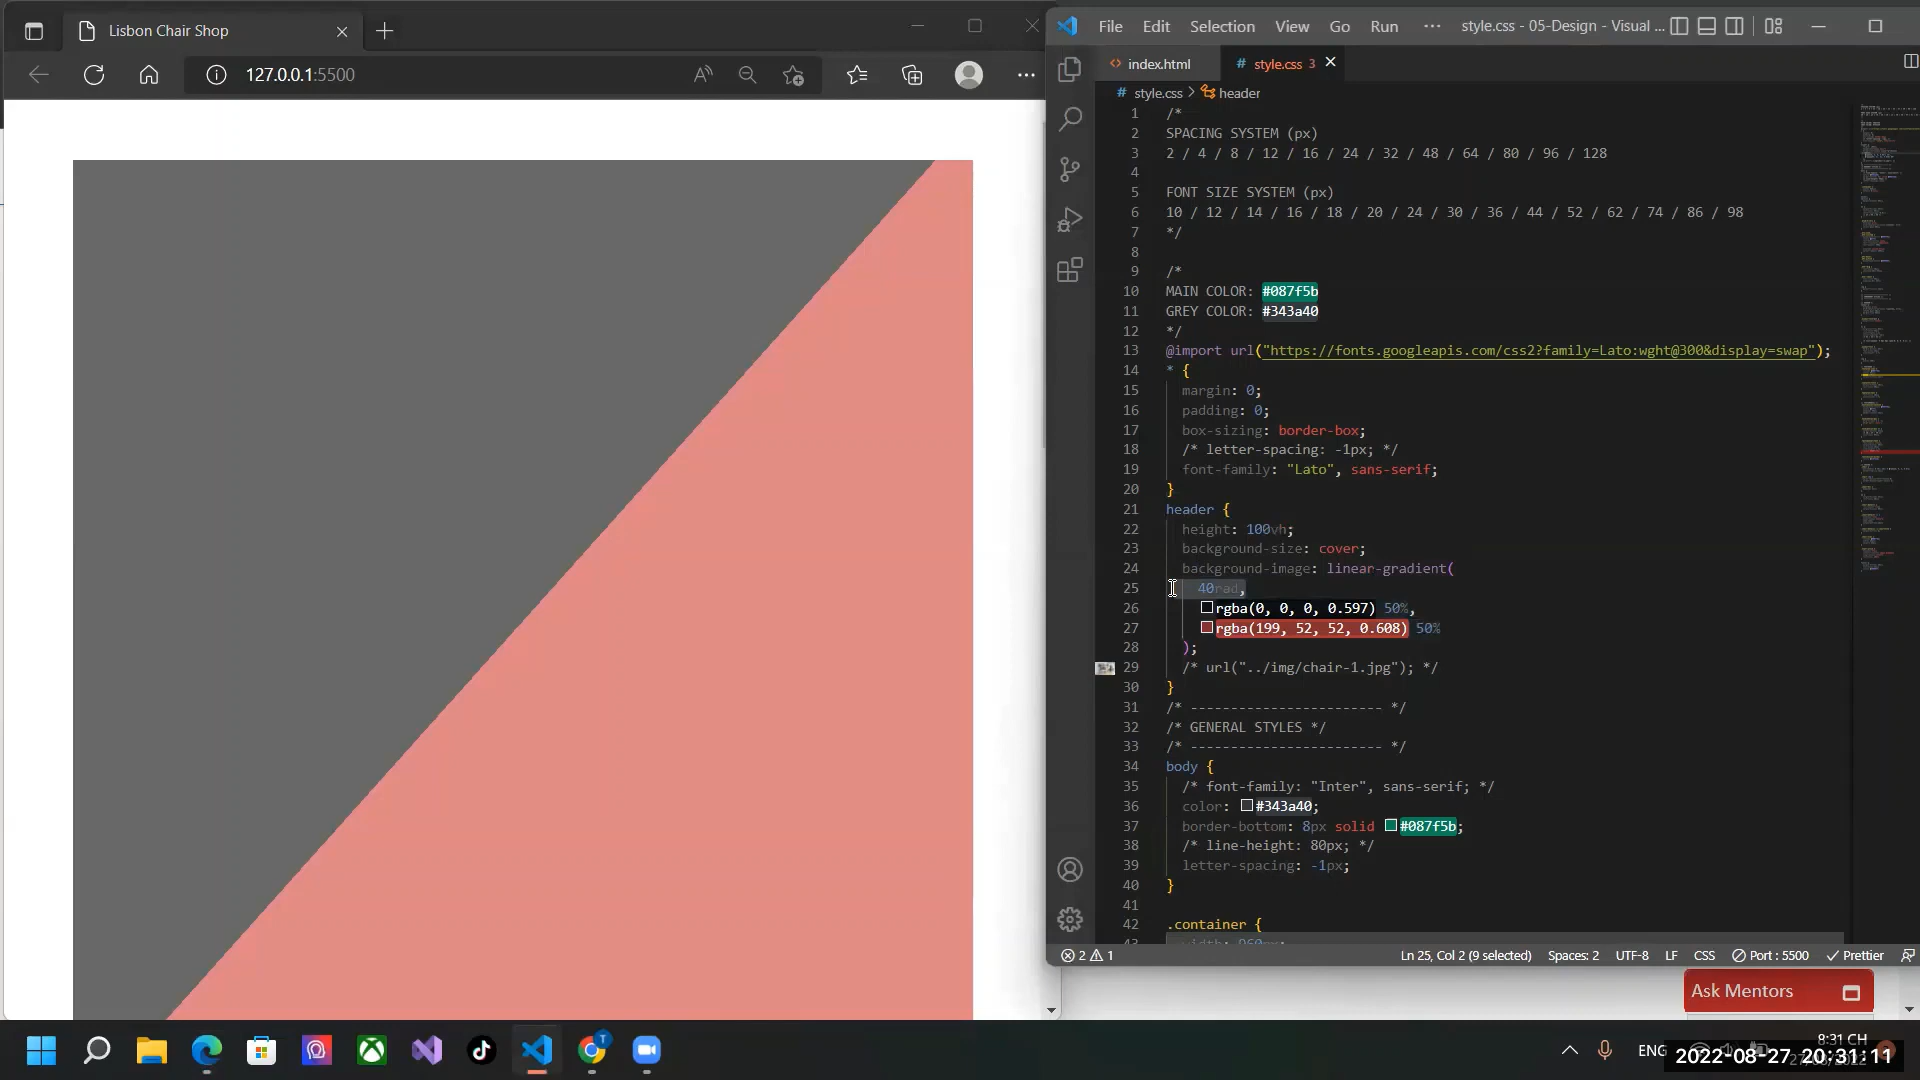 Lisbon Chair Shop
127.0.0.1:5500
File Edit Selection View Go Run ··· style.css - 05-Design - Visual ...
index.html # style.css 3
# style.css > header
1 /*
2 SPACING SYSTEM (px)
3 2 / 4 / 8 / 12 / 16 / 24 / 32 / 48 / 64 / 80 / 96 / 128
4
5 FONT SIZE SYSTEM (px)
6 10 / 12 / 14 / 16 / 18 / 20 / 24 / 30 / 36 / 44 / 52 / 62 / 74 / 86 / 98
7 */
8
9 /*
10 MAIN COLOR: #087f5b
11 GREY COLOR: #343a40
12 */
13 @import url("https://fonts.googleapis.com/css2?family=Lato:wght@300&display=swap");
14 * {
15 margin: 0;
16 padding: 0;
17 box-sizing: border-box;
18 /* letter-spacing: -1px; */
19 font-family: "Lato", sans-serif;
20 }
21 header {
22 height: 100vh;
23 background-size: cover;
24 background-image: linear-gradient(
25 40rad,
26 rgba(0, 0, 0, 0.597) 50%,
27 rgba(199, 52, 52, 0.608) 50%
28 );
29 /* url("../img/chair-1.jpg"); */
30 }
31 /* ------------------------ */
32 /* GENERAL STYLES */
33 /* ------------------------ */
34 body {
35 /* font-family: "Inter", sans-serif; */
36 color: #343a40;
37 border-bottom: 8px solid #087f5b;
38 /* line-height: 80px; */
39 letter-spacing: -1px;
40 }
41
42 .container {
2 1 Ln 25, Col 2 (9 selected) Spaces: 2 UTF-8 LF CSS Port : 5500 Prettier
Ask Mentors
ENG
8:31 CH
2022-08-27 20:31:11